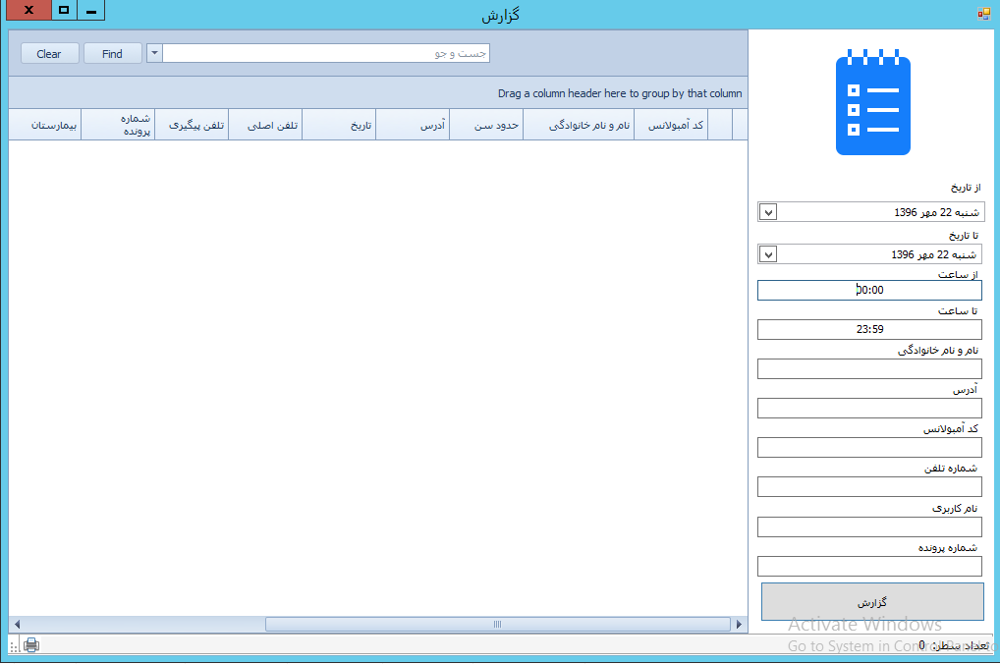 گزارش
Clear
Find
جست و جو
Drag a column header here to group by that column
کد آمبولانس
نام و نام خانوادگی
حدود سن
آدرس
تاریخ
تلفن اصلی
تلفن پیگیری
شماره
پرونده
بیمارستان
از تاریخ
شنبه 22 مهر 1396
تا تاریخ
شنبه 22 مهر 1396
از ساعت
00:00
تا ساعت
23:59
نام و نام خانوادگی
آدرس
کد آمبولانس
شماره تلفن
نام کاربری
شماره پرونده
گزارش
Activate Windows
Go to System in Control Panel to
تعداد سطر: 0